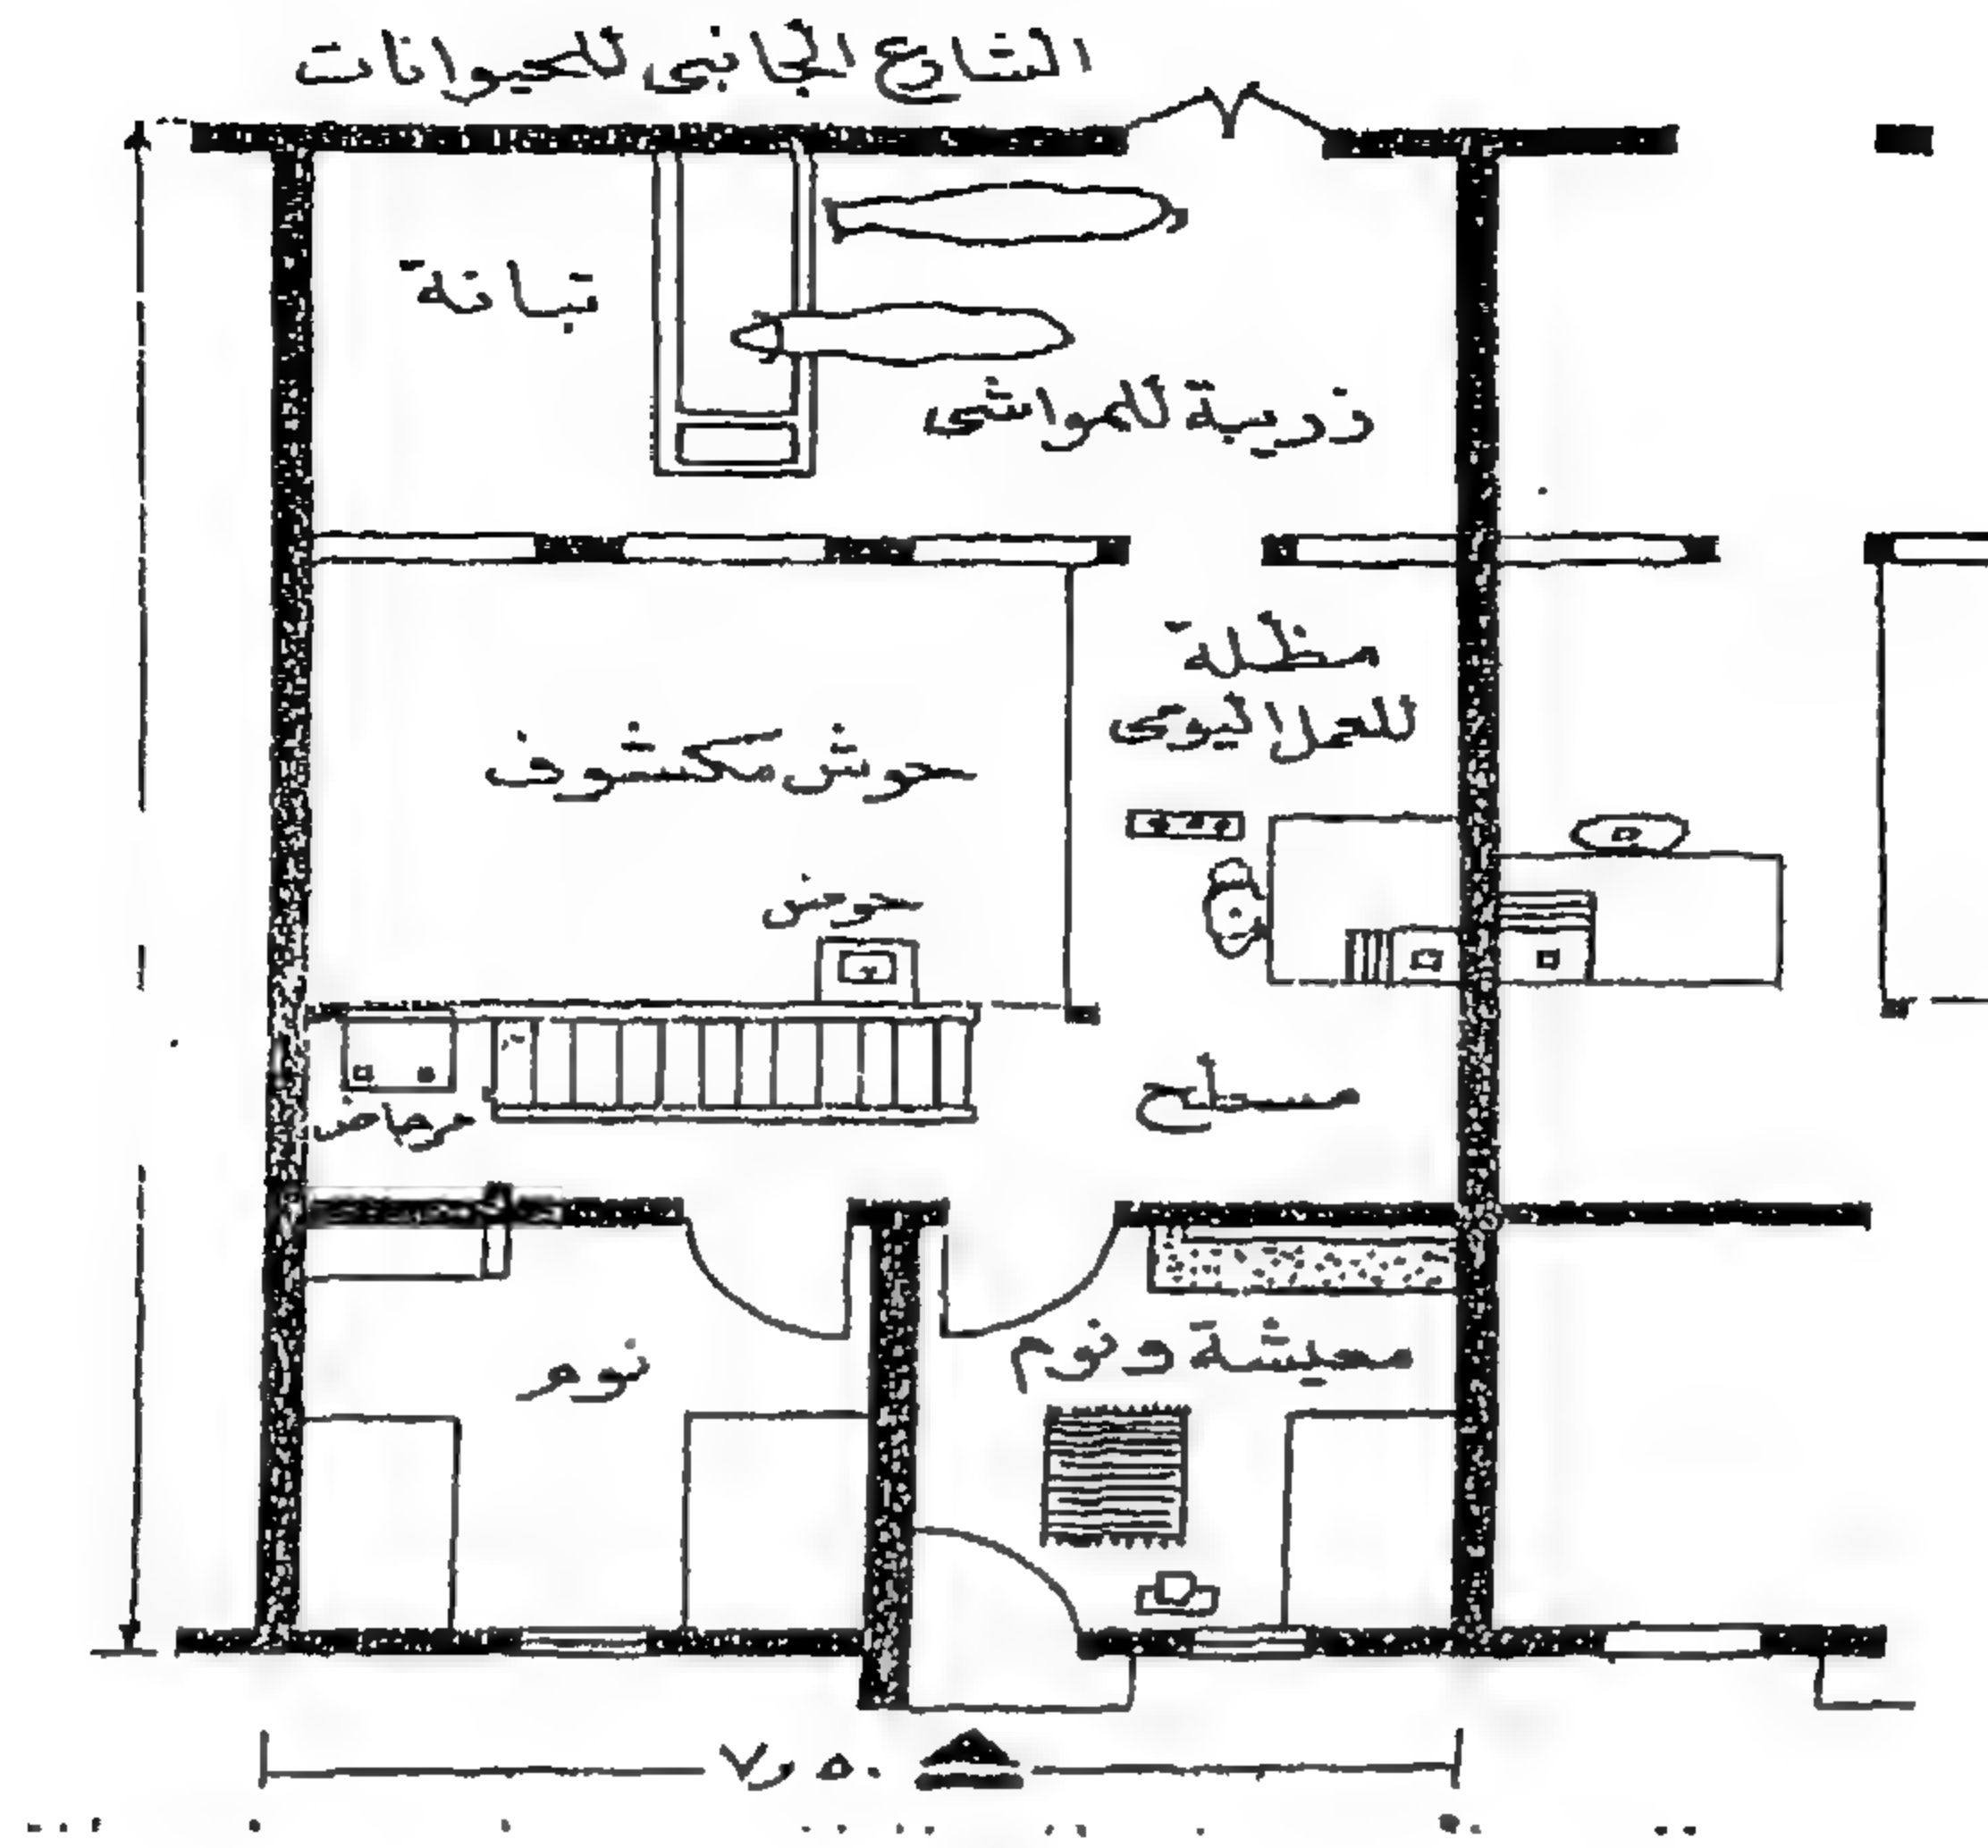 الشارع الجانبى للحيوانات
تبانة
زريبة للمواشى
مظلة
للعمل اليومى
حوش مكشوف
حوض
مرحاض
مسطح
نوم
معيشة ونوم
٧٫٥٠